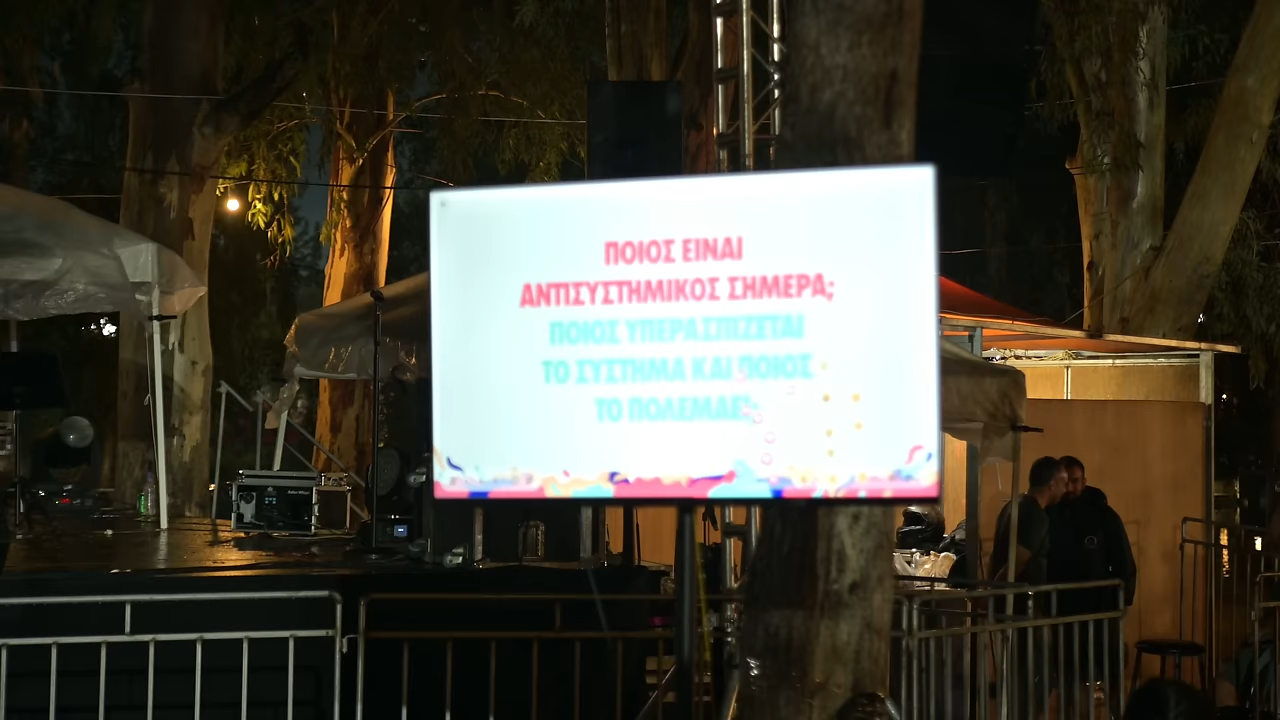 ΠΟΙΟΣ ΕΙΝΑΙ
ΑΝΤΙΣΥΣΤΗΜΙΚΟΣ ΣΗΜΕΡΑ;
ΠΟΙΟΣ ΥΠΕΡΑΣΠΙΖΕΤΑΙ
ΤΟ ΣΥΣΤΗΜΑ ΚΑΙ ΠΟΙΟΣ
ΤΟ ΠΟΛΕΜΑΕΙ;